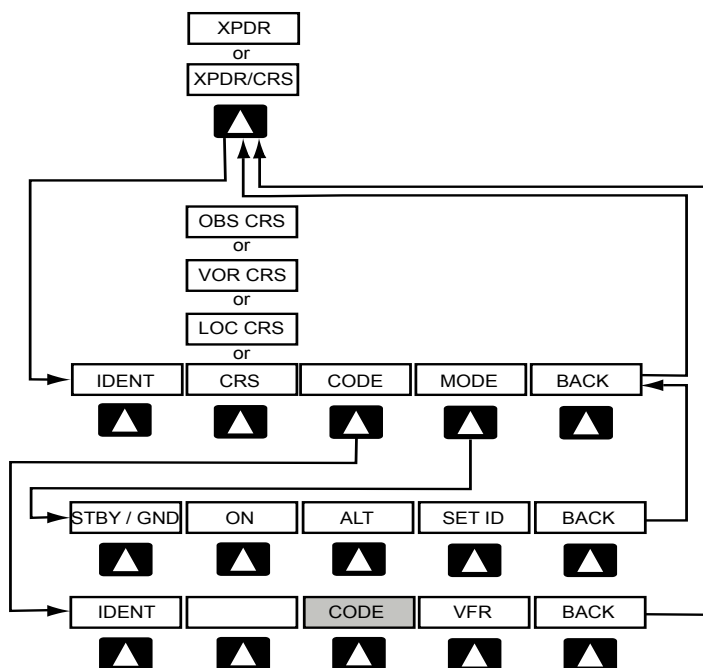 XPDR
or
XPDR/CRS
OBS CRS
or
VOR CRS
or
LOC CRS
or
IDENT CRS CODE MODE BACK
STBY / GND ON ALT SET ID BACK
IDENT CODE VFR BACK